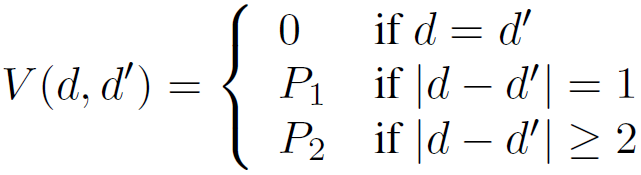 V(d, d′) = { 0 if d = d′
P₁ if |d − d′| = 1
P₂ if |d − d′| ≥ 2